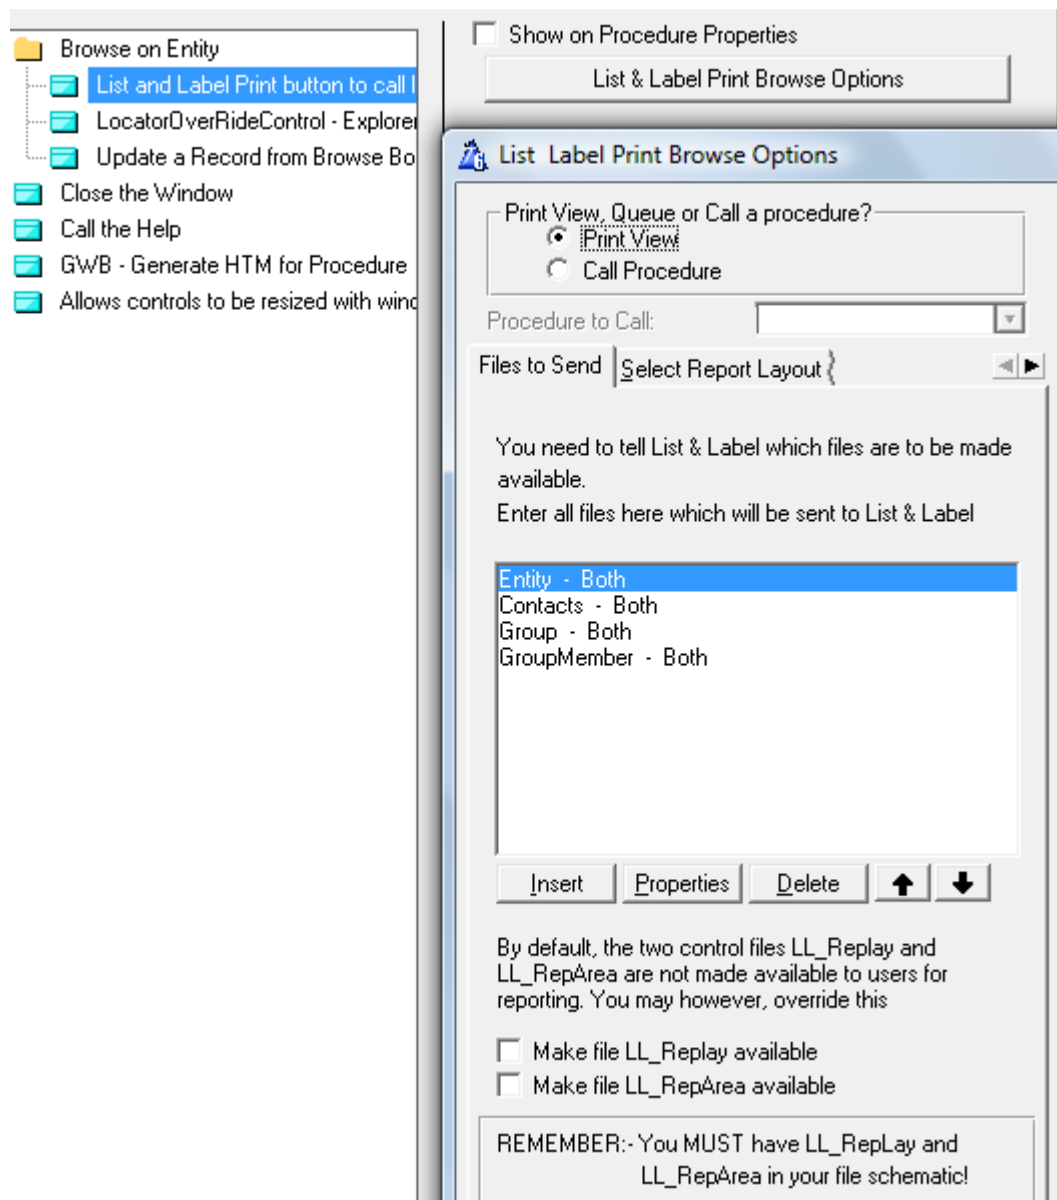 Browse on Entity
List and Label Print button to call
LocatorOverRideControl - Explorer
Update a Record from Browse Bo
Close the Window
Call the Help
GWB - Generate HTM for Procedure
Allows controls to be resized with wind
Show on Procedure Properties
List & Label Print Browse Options
List Label Print Browse Options
Print View, Queue or Call a procedure?
Print View
Call Procedure
Procedure to Call:
Files to Send
Select Report Layout
You need to tell List & Label which files are to be made
available.
Enter all files here which will be sent to List & Label
Entity - Both
Contacts - Both
Group - Both
GroupMember - Both
Insert
Properties
Delete
By default, the two control files LL_Replay and
LL_RepArea are not made available to users for
reporting. You may however, override this
Make file LL_Replay available
Make file LL_RepArea available
REMEMBER:- You MUST have LL_RepLay and
LL_RepArea in your file schematic!